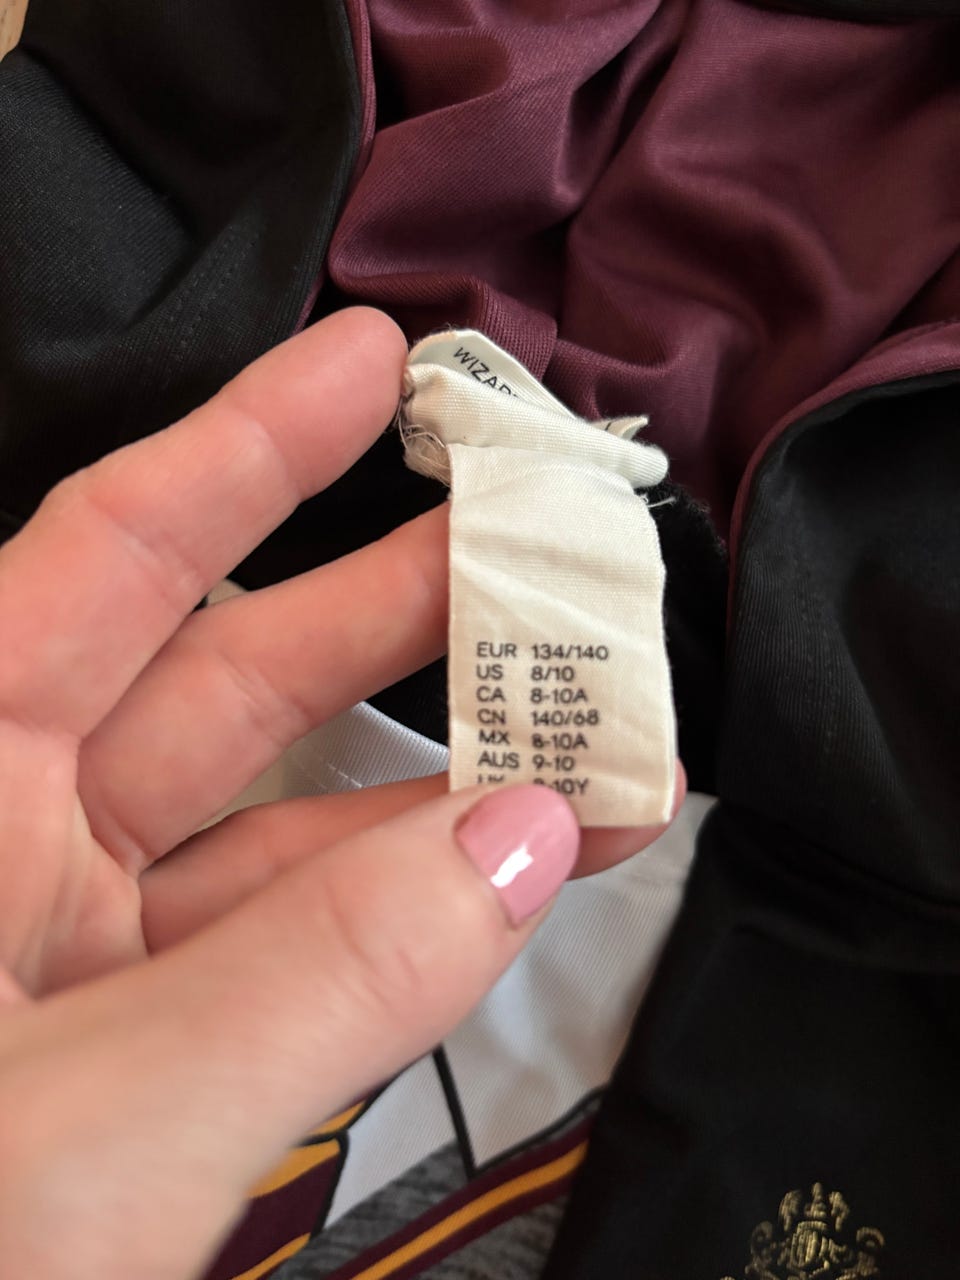 EUR 134/140
US 8/10
CA 8-10A
CN 140/68
MX 8-10A
AUS 9-10